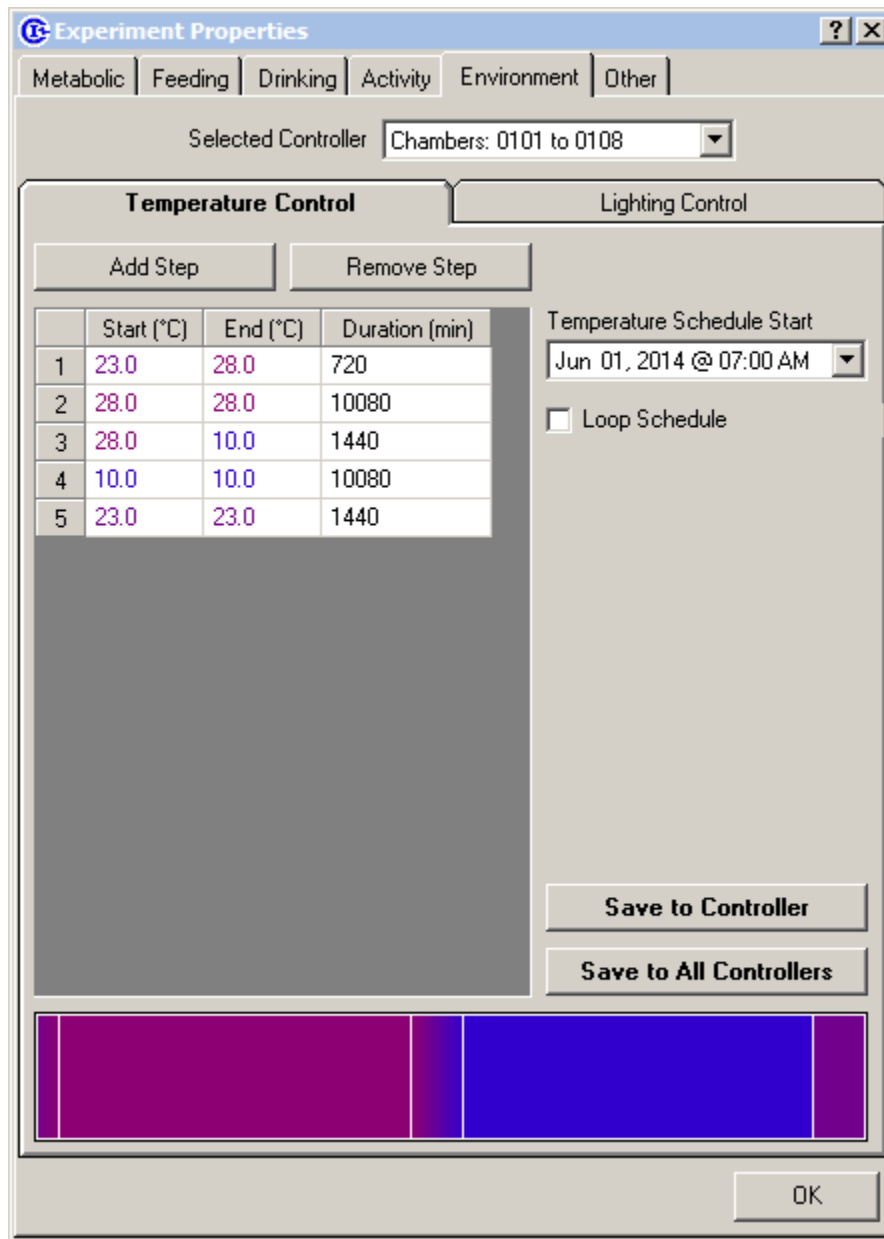 Experiment Properties
Metabolic Feeding Drinking Activity Environment Other
Selected Controller Chambers: 0101 to 0108
Temperature Control Lighting Control
Add Step Remove Step
Start (°C) End (°C) Duration (min)
1 23.0 28.0 720
2 28.0 28.0 10080
3 28.0 10.0 1440
4 10.0 10.0 10080
5 23.0 23.0 1440
Temperature Schedule Start
Jun 01, 2014 @ 07:00 AM
Loop Schedule
Save to Controller
Save to All Controllers
OK